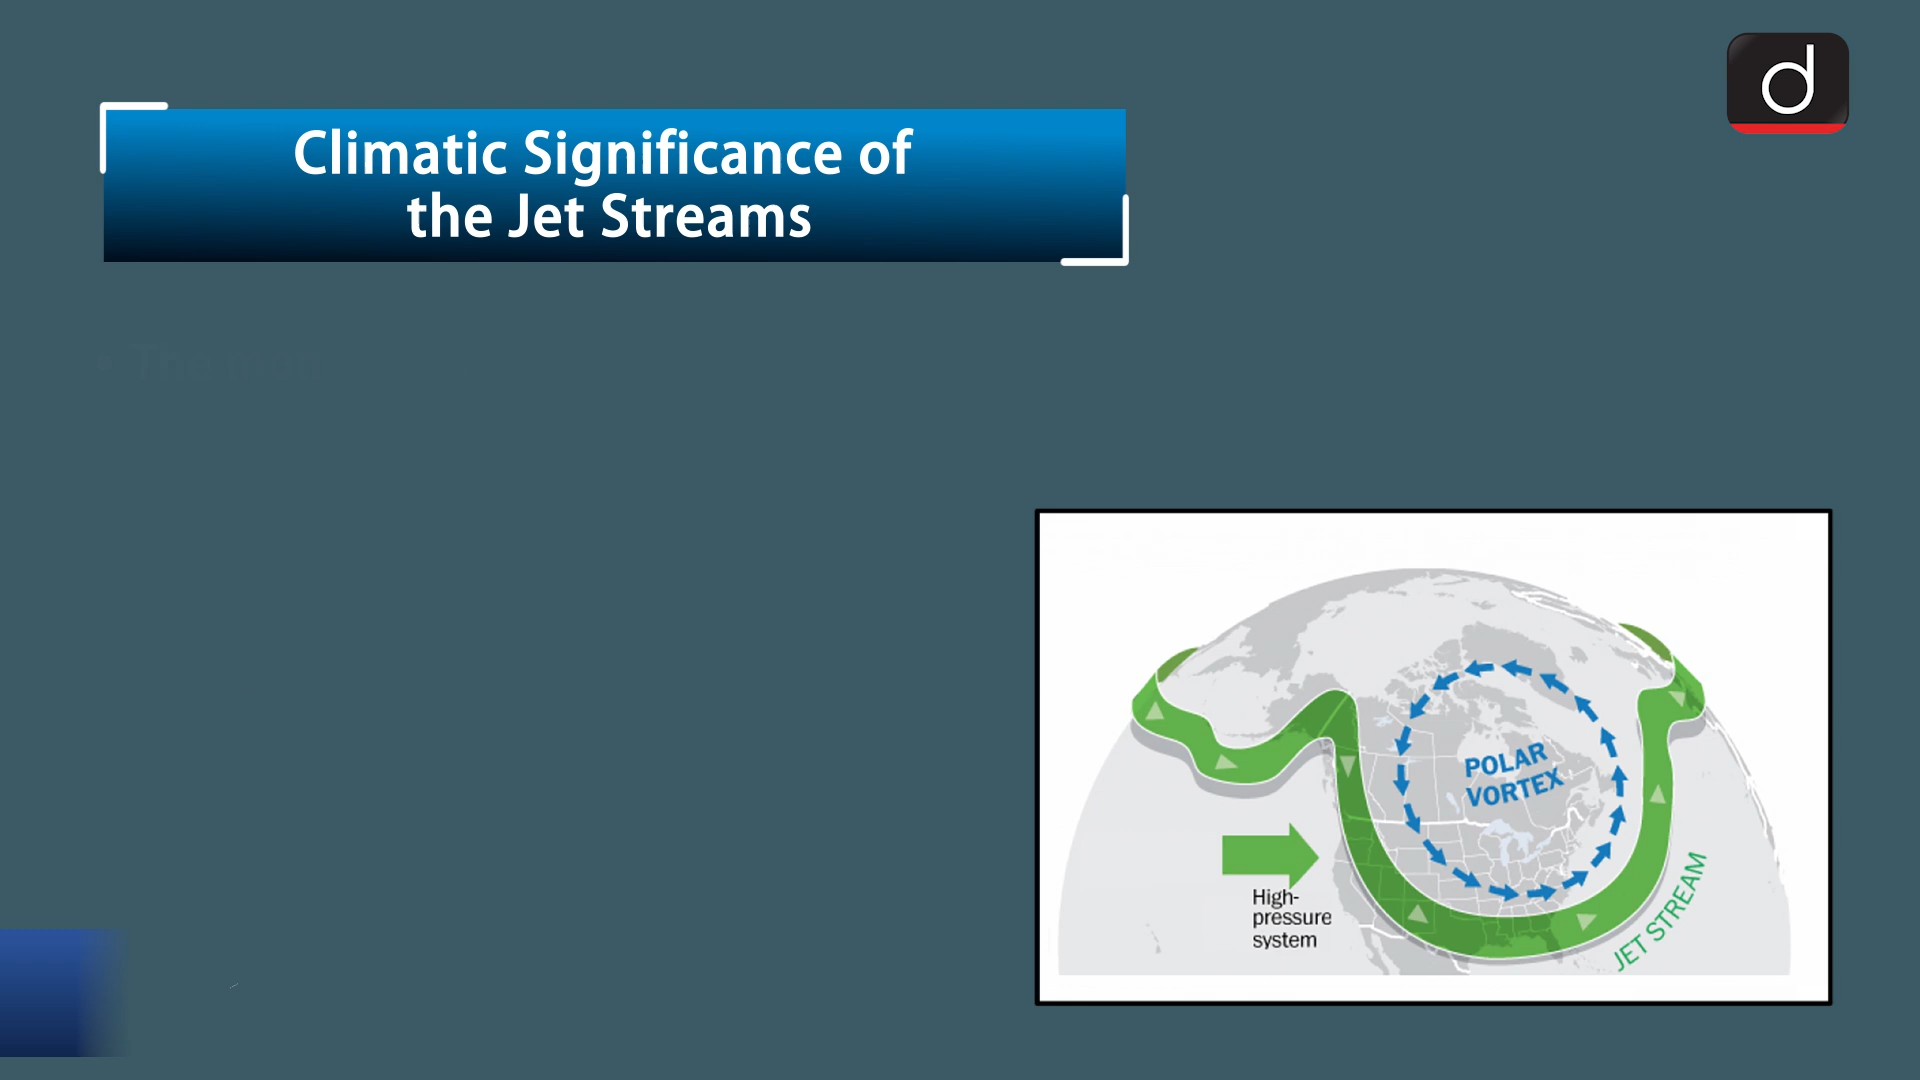 d
Climatic Significance of
the Jet Streams
POLAR
VORTEX
High-
pressure
system
JET STREAM